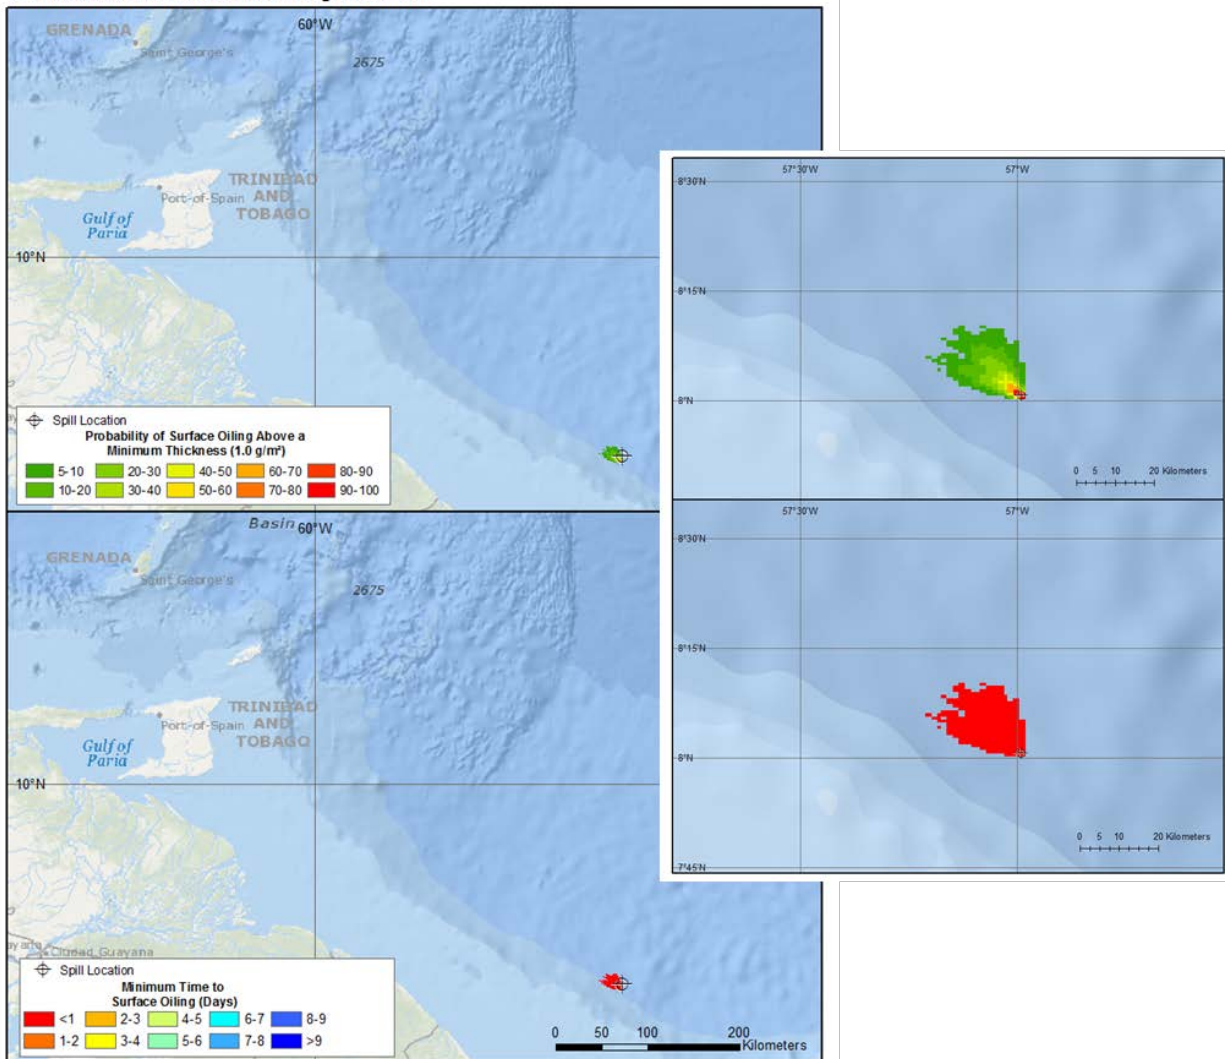 60°W
GRENADA
Saint George's
2675
TRINIDAD
AND
TOBAGO
Port-of-Spain
Gulf of
Paria
10°N
Spill Location
Probability of Surface Oiling Above a
Minimum Thickness (1.0 g/m²)
5-10 20-30 40-50 60-70 80-90
10-20 30-40 50-60 70-80 90-100
57°30'W 57°W
8°30'N
8°15'N
8°N
0 5 10 20 Kilometers
57°30'W 57°W
8°30'N
8°15'N
8°N
7°45'N
0 5 10 20 Kilometers
Basin 60°W
GRENADA
Saint George's
2675
TRINIDAD
AND
TOBAGO
Port-of-Spain
Gulf of
Paria
10°N
Ciudad Guayana
Spill Location
Minimum Time to
Surface Oiling (Days)
<1 2-3 4-5 6-7 8-9
1-2 3-4 5-6 7-8 >9
0 50 100 200
Kilometers